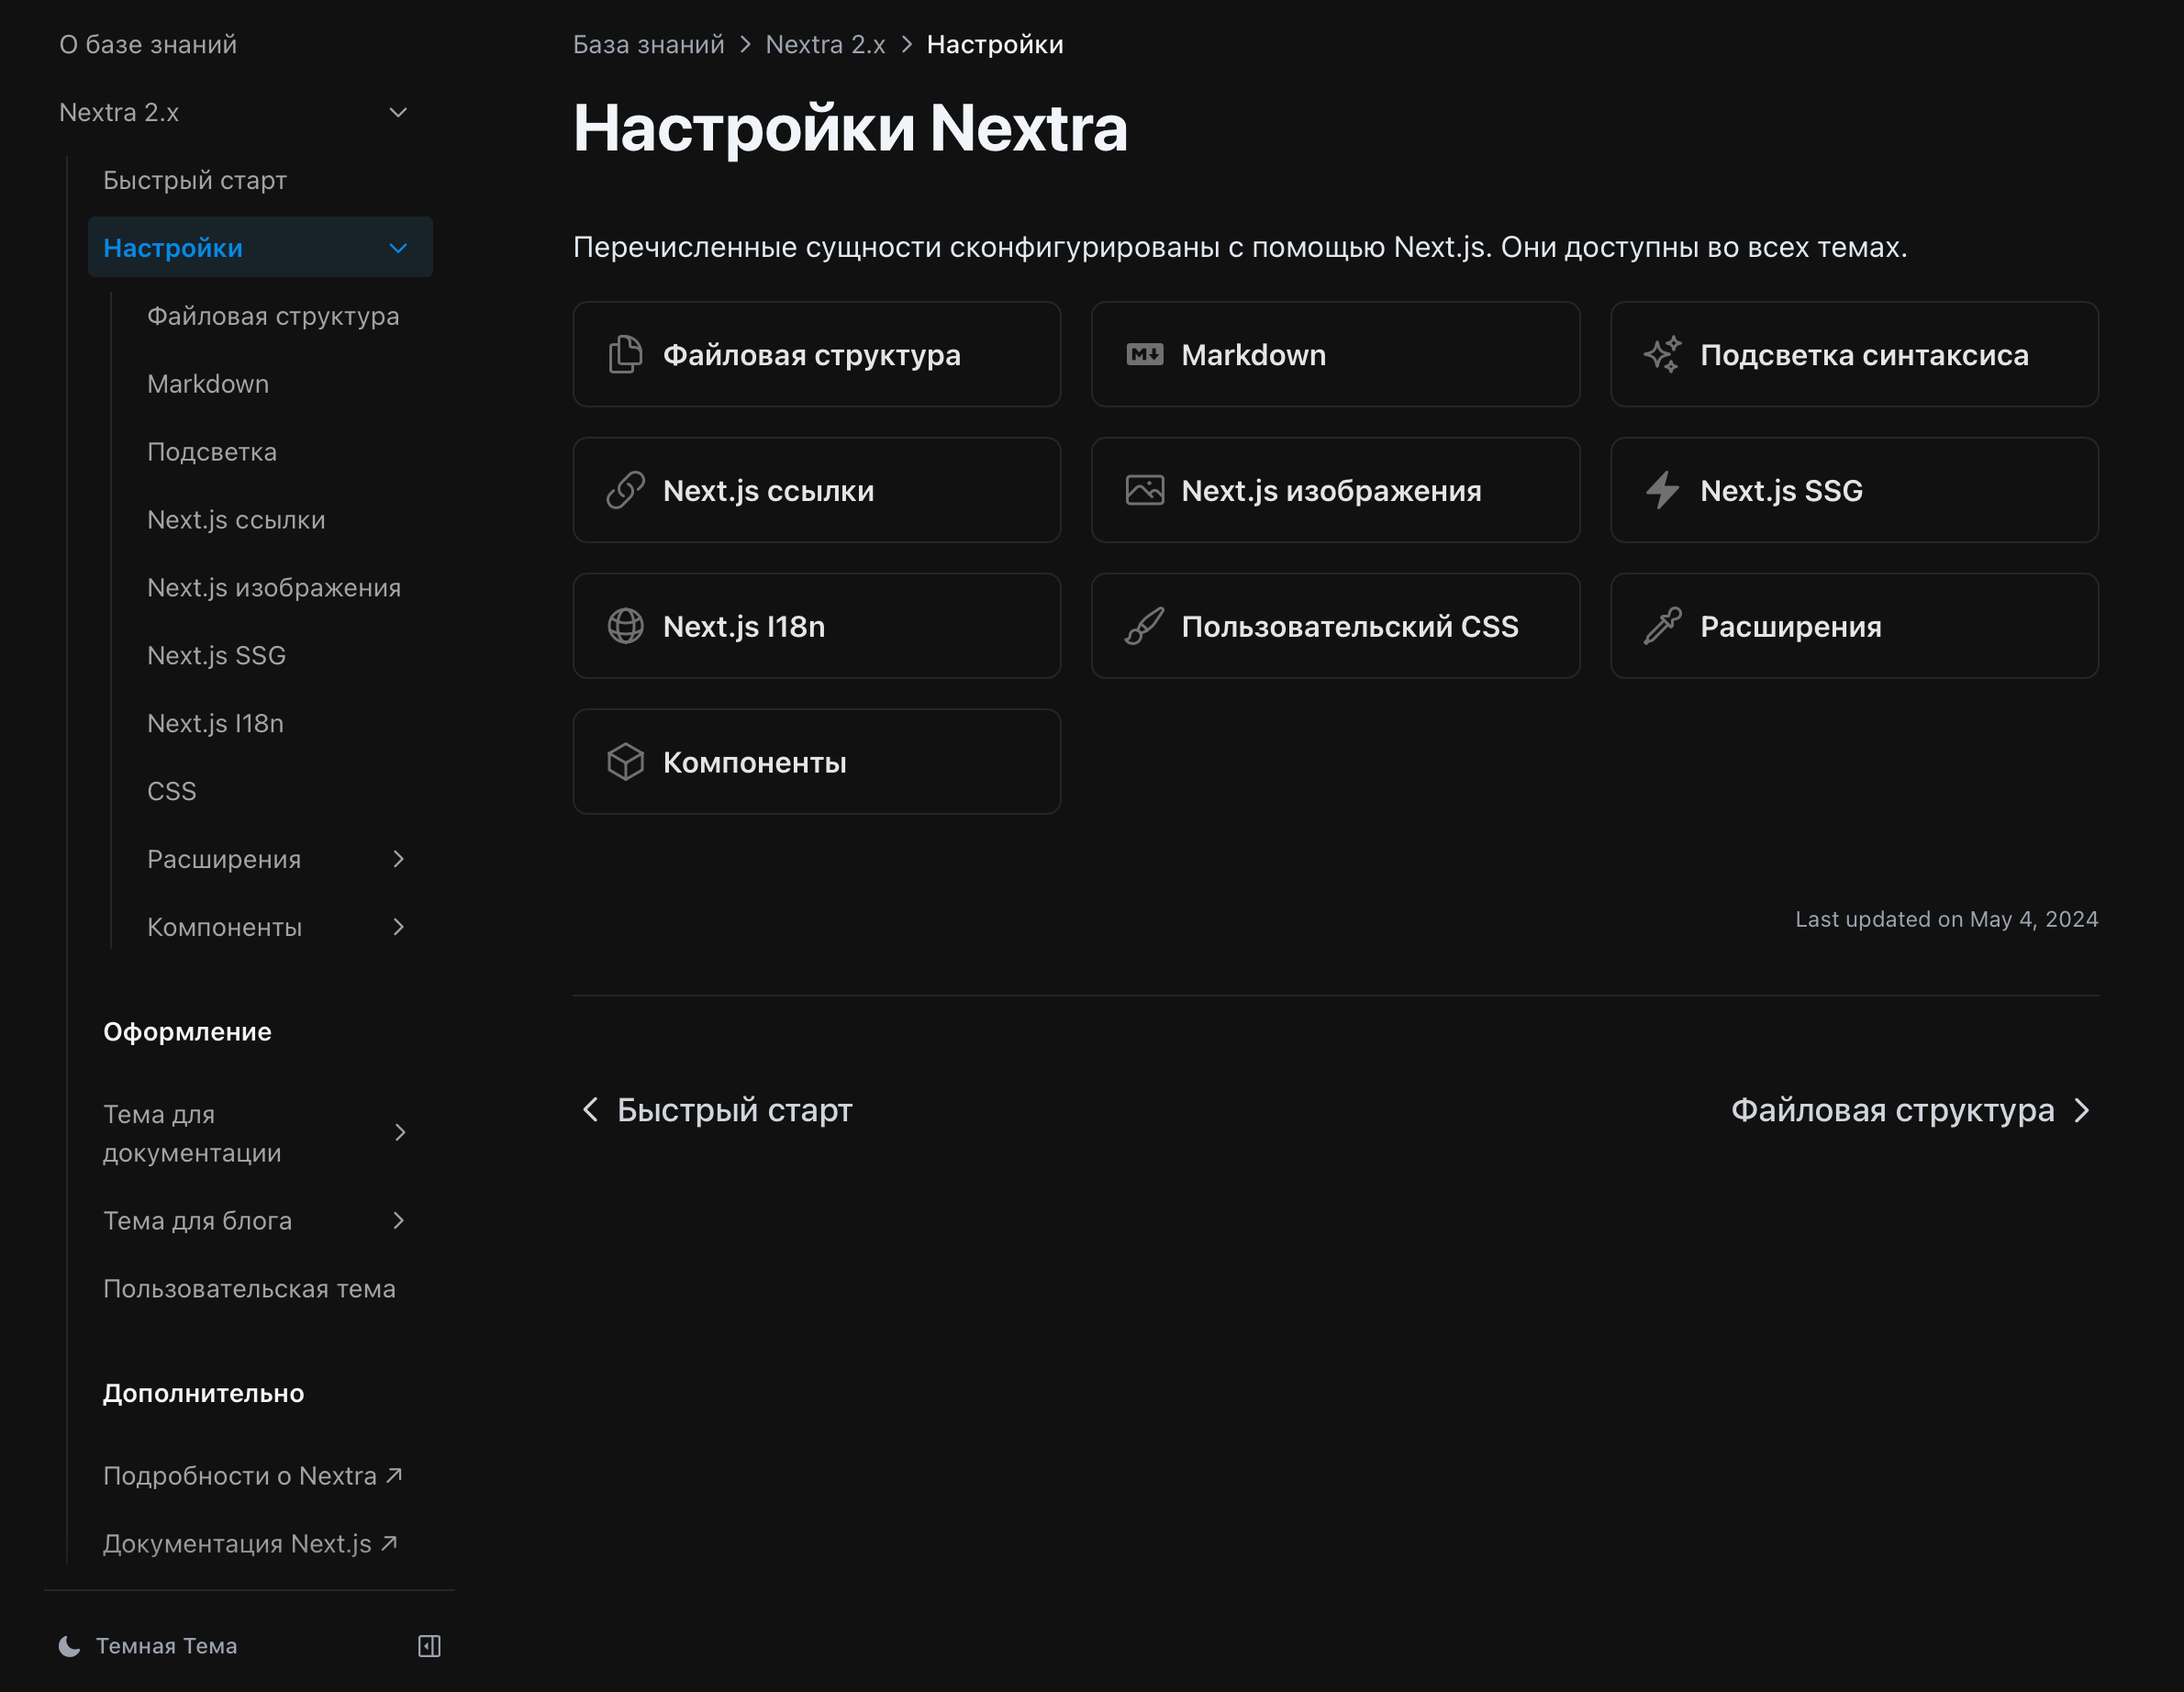 О базе знаний
Nextra 2.x
Быстрый старт
Настройки
Файловая структура
Markdown
Подсветка
Next.js ссылки
Next.js изображения
Next.js SSG
Next.js I18n
CSS
Расширения
Компоненты
Оформление
Тема для
документации
Тема для блога
Пользовательская тема
Дополнительно
Подробности о Nextra
Документация Next.js
Темная Тема
База знаний > Nextra 2.x > Настройки
Настройки Nextra
Перечисленные сущности сконфигурированы с помощью Next.js. Они доступны во всех темах.
Файловая структура
Markdown
Подсветка синтаксиса
Next.js ссылки
Next.js изображения
Next.js SSG
Next.js I18n
Пользовательский CSS
Расширения
Компоненты
Last updated on May 4, 2024
Быстрый старт
Файловая структура